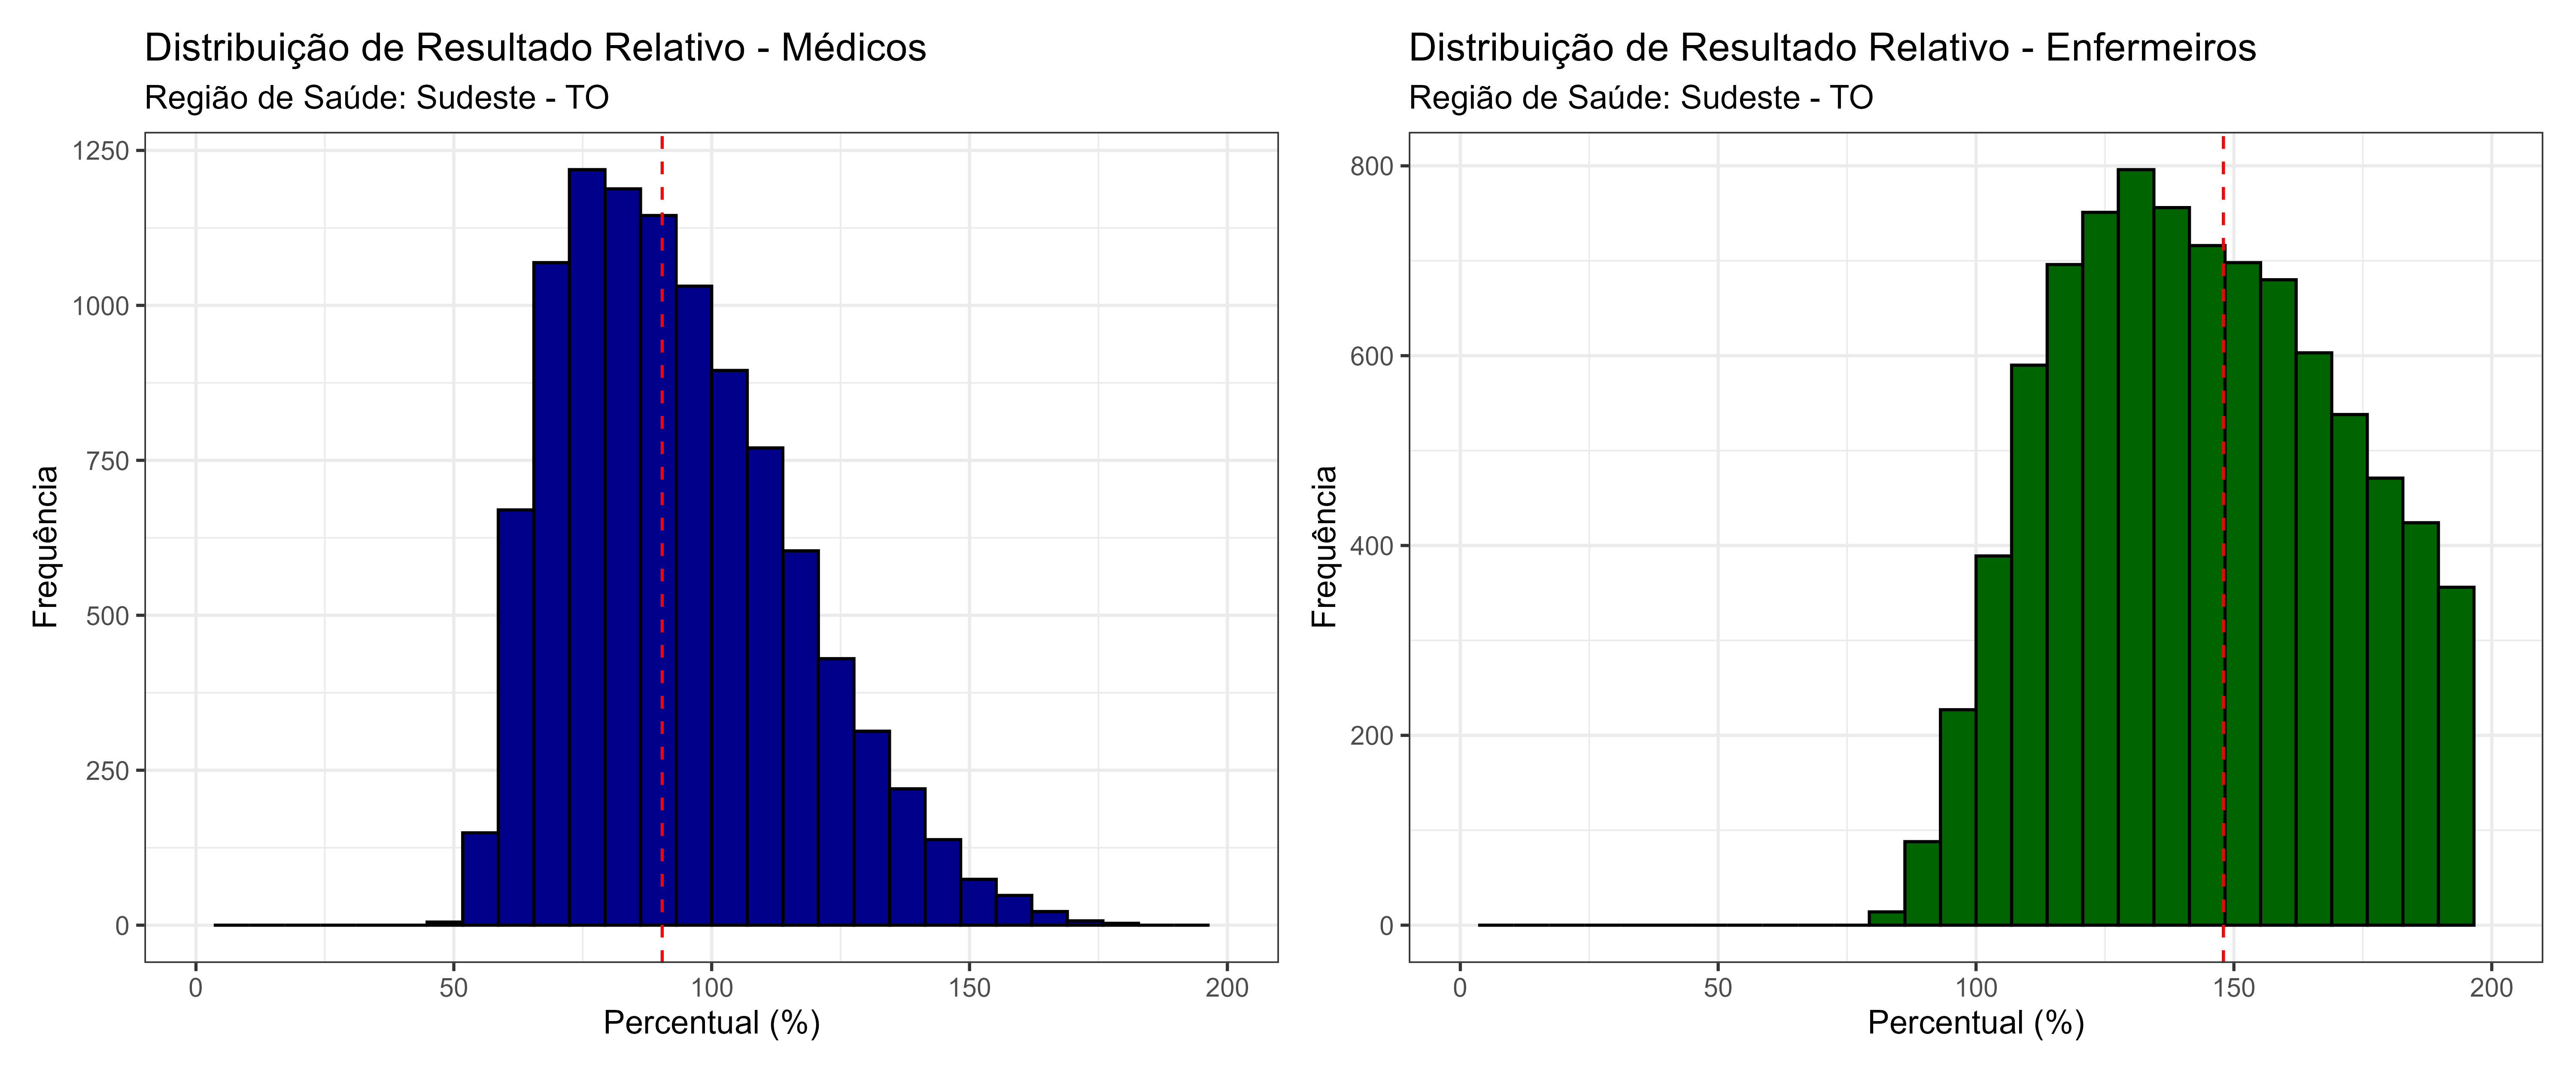 Distribuição de Resultado Relativo - Médicos
Região de Saúde: Sudeste - TO
1250
1000
750
500
250
0
Frequência
0 50 100 150 200
Percentual (%)
Distribuição de Resultado Relativo - Enfermeiros
Região de Saúde: Sudeste - TO
800
600
400
200
0
Frequência
0 50 100 150 200
Percentual (%)